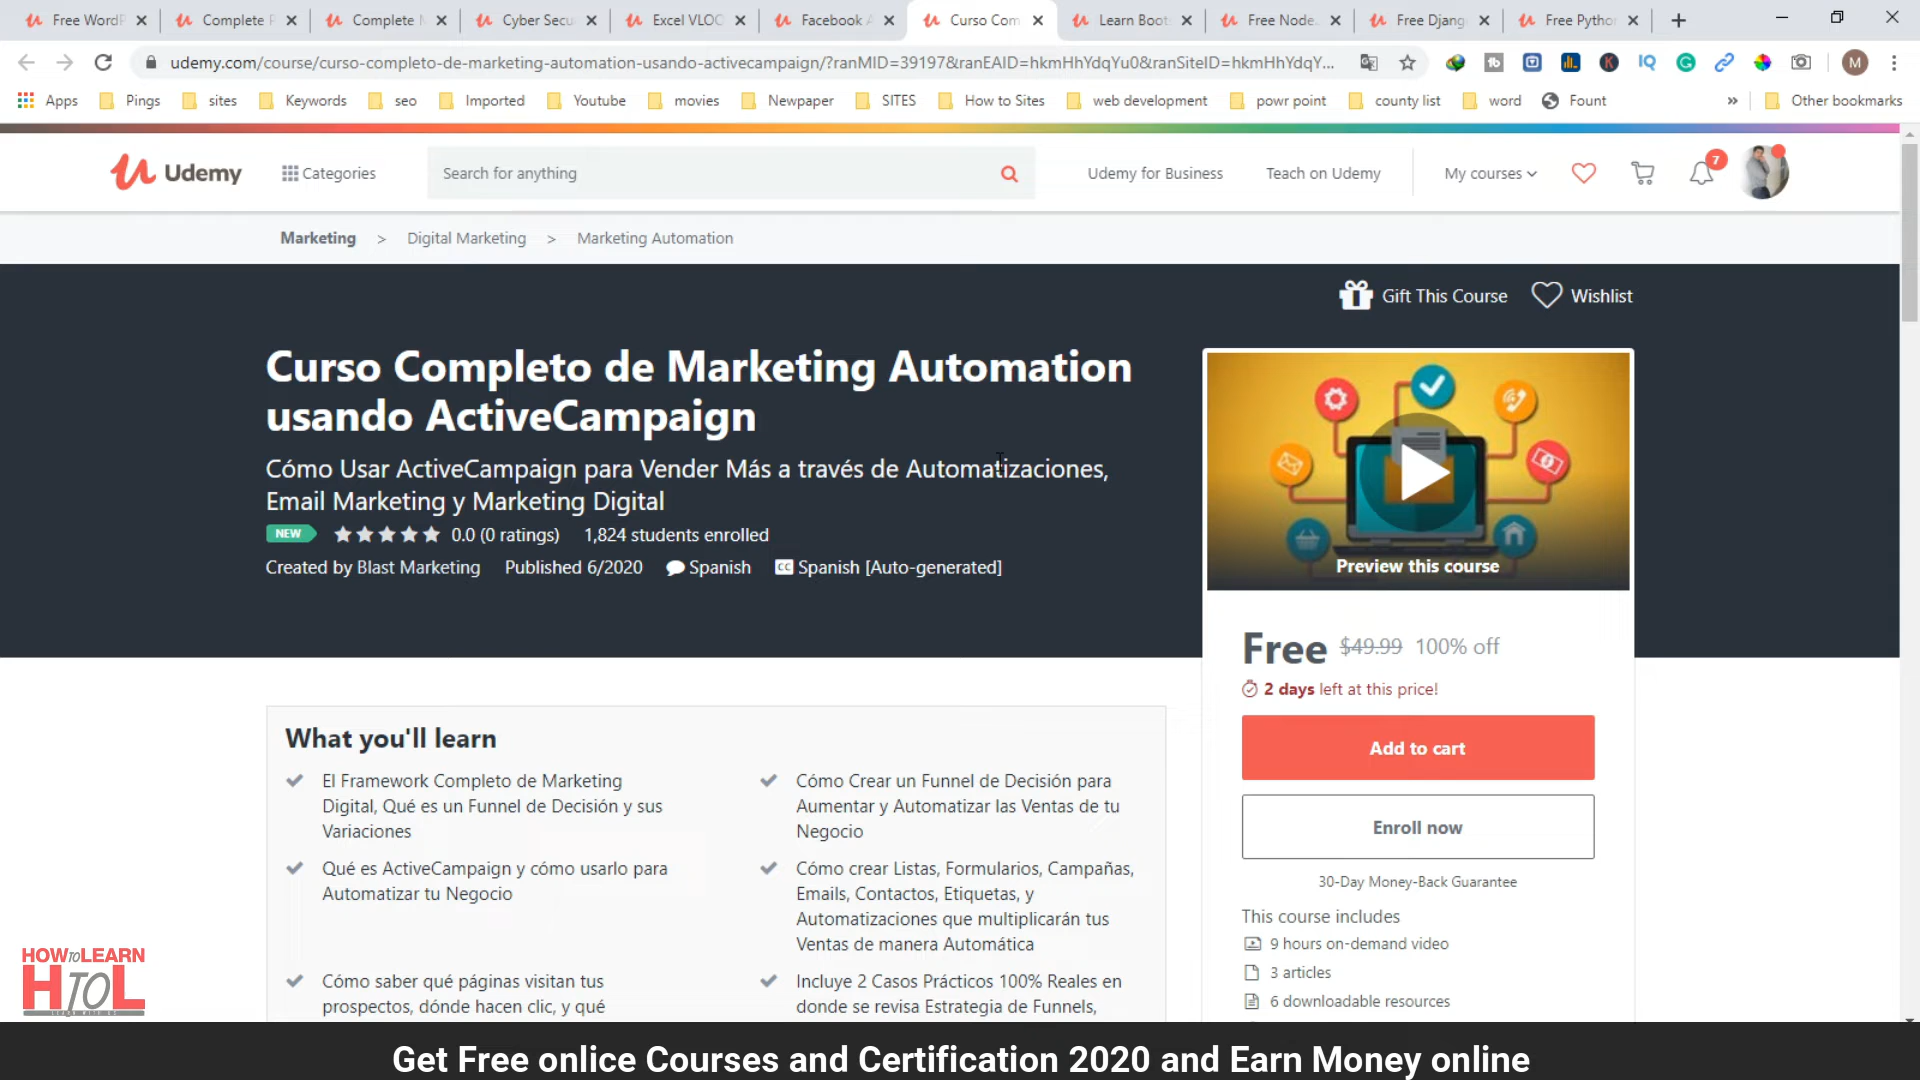 Free WordP
Complete P
Complete M
Cyber Secu
Excel VLOO
Facebook A
Curso Com
Learn Boot
Free Node.
Free Djang
Free Pytho
udemy.com/course/curso-completo-de-marketing-automation-usando-activecampaign/?ranMID=39197&ranEAID=hkmHhYdqYu0&ranSiteID=hkmHhYdqY...
M
Apps Pings sites Keywords seo Imported Youtube movies Newpaper SITES How to Sites web development powr point county list word Fount » Other bookmarks
Udemy Categories Search for anything Udemy for Business Teach on Udemy My courses 7
Marketing > Digital Marketing > Marketing Automation
Gift This Course Wishlist
Curso Completo de Marketing Automation
usando ActiveCampaign
Cómo Usar ActiveCampaign para Vender Más a través de Automatizaciones,
Email Marketing y Marketing Digital
NEW 0.0 (0 ratings) 1,824 students enrolled
Created by Blast Marketing Published 6/2020 Spanish CC Spanish [Auto-generated]
Preview this course
Free $49.99 100% off
2 days left at this price!
Add to cart
Enroll now
30-Day Money-Back Guarantee
This course includes
9 hours on-demand video
3 articles
6 downloadable resources
What you'll learn
El Framework Completo de Marketing
Digital, Qué es un Funnel de Decisión y sus
Variaciones
Cómo Crear un Funnel de Decisión para
Aumentar y Automatizar las Ventas de tu
Negocio
Qué es ActiveCampaign y cómo usarlo para
Automatizar tu Negocio
Cómo crear Listas, Formularios, Campañas,
Emails, Contactos, Etiquetas, y
Automatizaciones que multiplicarán tus
Ventas de manera Automática
Cómo saber qué páginas visitan tus
prospectos, dónde hacen clic, y qué
Incluye 2 Casos Prácticos 100% Reales en
donde se revisa Estrategia de Funnels,
HOW to LEARN
HTOL
Get Free onlice Courses and Certification 2020 and Earn Money online